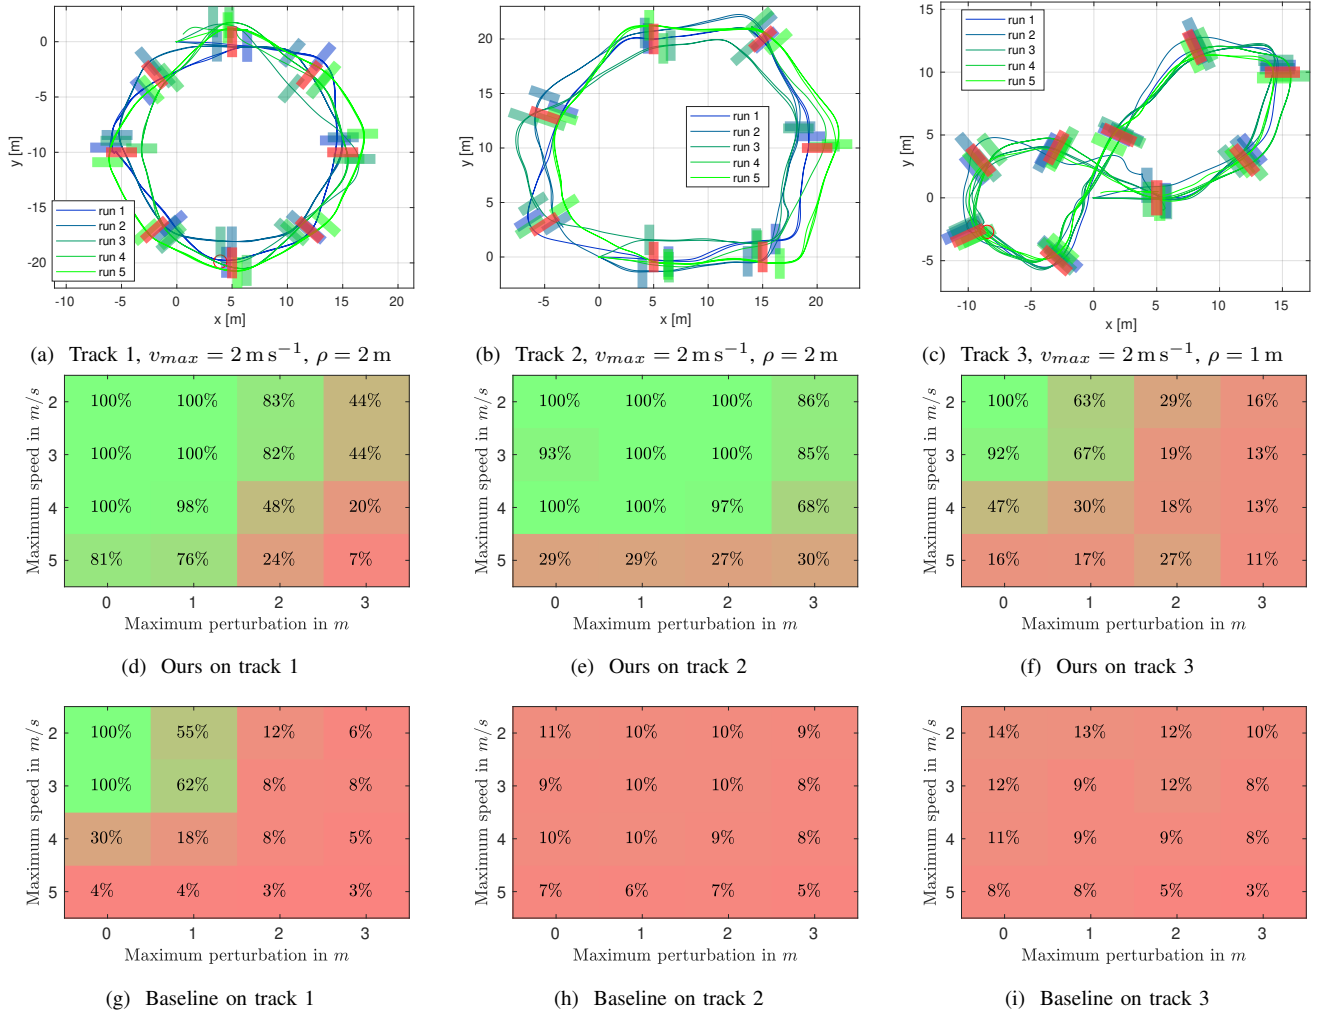 0
-5
-10
-15
-20
y [m]
run 1
run 2
run 3
run 4
run 5
-10
-5
0
5
10
15
20
x [m]
20
15
10
5
0
y [m]
run 1
run 2
run 3
run 4
run 5
-5
0
5
10
15
20
x [m]
15
10
5
0
-5
y [m]
run 1
run 2
run 3
run 4
run 5
-10
-5
0
5
10
15
x [m]
(a) Track 1, v_max = 2 m s⁻¹, ρ = 2 m
(b) Track 2, v_max = 2 m s⁻¹, ρ = 2 m
(c) Track 3, v_max = 2 m s⁻¹, ρ = 1 m
Maximum speed in m/s
2 100% 100% 83% 44%
3 100% 100% 82% 44%
4 100% 98% 48% 20%
5 81% 76% 24% 7%
0 1 2 3
Maximum perturbation in m
(d) Ours on track 1
Maximum speed in m/s
2 100% 100% 100% 86%
3 93% 100% 100% 85%
4 100% 100% 97% 68%
5 29% 29% 27% 30%
0 1 2 3
Maximum perturbation in m
(e) Ours on track 2
Maximum speed in m/s
2 100% 63% 29% 16%
3 92% 67% 19% 13%
4 47% 30% 18% 13%
5 16% 17% 27% 11%
0 1 2 3
Maximum perturbation in m
(f) Ours on track 3
Maximum speed in m/s
2 100% 55% 12% 6%
3 100% 62% 8% 8%
4 30% 18% 8% 5%
5 4% 4% 3% 3%
0 1 2 3
Maximum perturbation in m
(g) Baseline on track 1
Maximum speed in m/s
2 11% 10% 10% 9%
3 9% 10% 10% 8%
4 10% 10% 9% 8%
5 7% 6% 7% 5%
0 1 2 3
Maximum perturbation in m
(h) Baseline on track 2
Maximum speed in m/s
2 14% 13% 12% 10%
3 12% 9% 12% 8%
4 11% 9% 9% 8%
5 8% 8% 5% 3%
0 1 2 3
Maximum perturbation in m
(i) Baseline on track 3